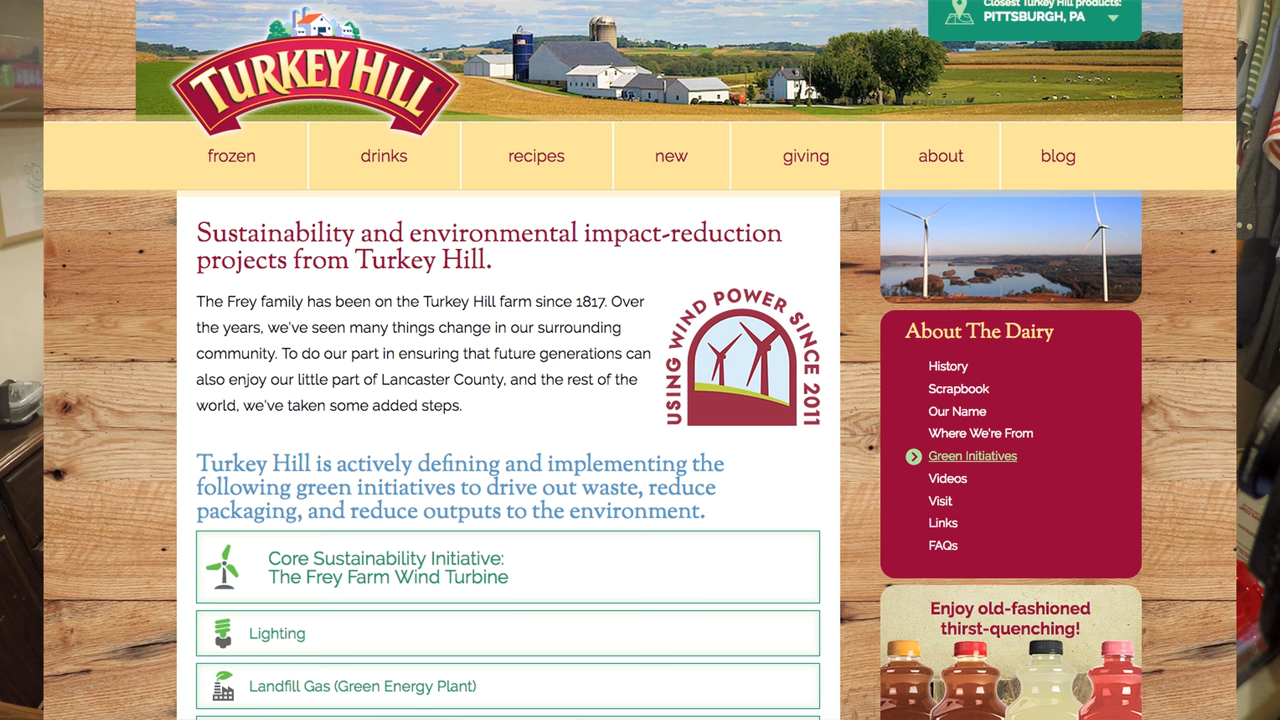 Closest Turkey Hill products:
PITTSBURGH, PA
TURKEY HILL
frozen
drinks
recipes
new
giving
about
blog
Sustainability and environmental impact-reduction
projects from Turkey Hill.
The Frey family has been on the Turkey Hill farm since 1817. Over
the years, we've seen many things change in our surrounding
community. To do our part in ensuring that future generations can
also enjoy our little part of Lancaster County, and the rest of the
world, we've taken some added steps.
USING WIND POWER SINCE 2011
Turkey Hill is actively defining and implementing the
following green initiatives to drive out waste, reduce
packaging, and reduce outputs to the environment.
Core Sustainability Initiative:
The Frey Farm Wind Turbine
Lighting
Landfill Gas (Green Energy Plant)
About The Dairy
History
Scrapbook
Our Name
Where We're From
Green Initiatives
Videos
Visit
Links
FAQs
Enjoy old-fashioned
thirst-quenching!